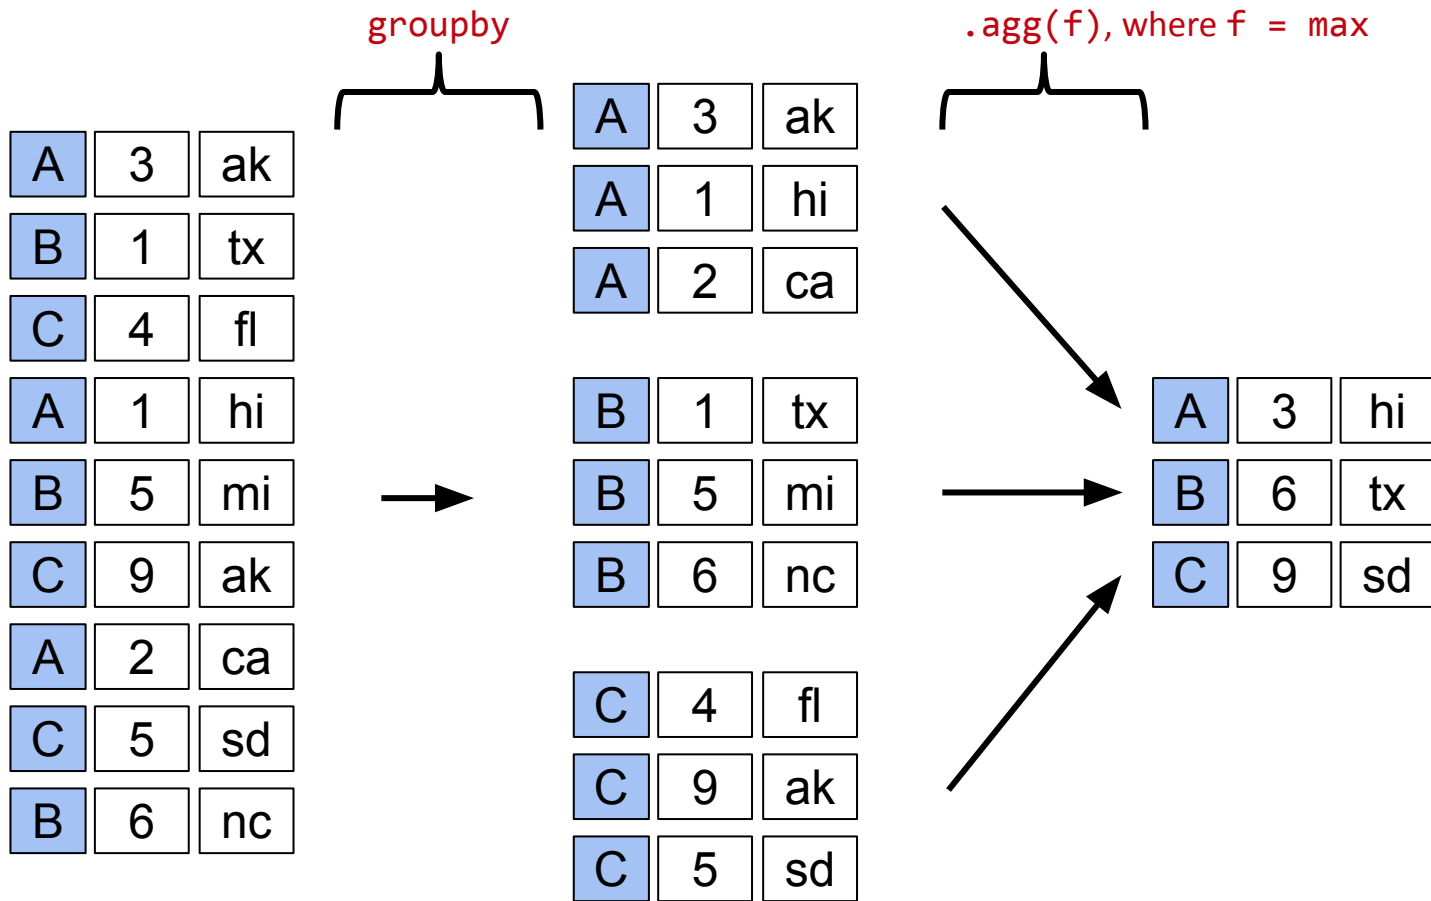 groupby
.agg(f), where f = max
A 3 ak
B 1 tx
C 4 fl
A 1 hi
B 5 mi
C 9 ak
A 2 ca
C 5 sd
B 6 nc
A 3 ak
A 1 hi
A 2 ca
B 1 tx
B 5 mi
B 6 nc
C 4 fl
C 9 ak
C 5 sd
A 3 hi
B 6 tx
C 9 sd